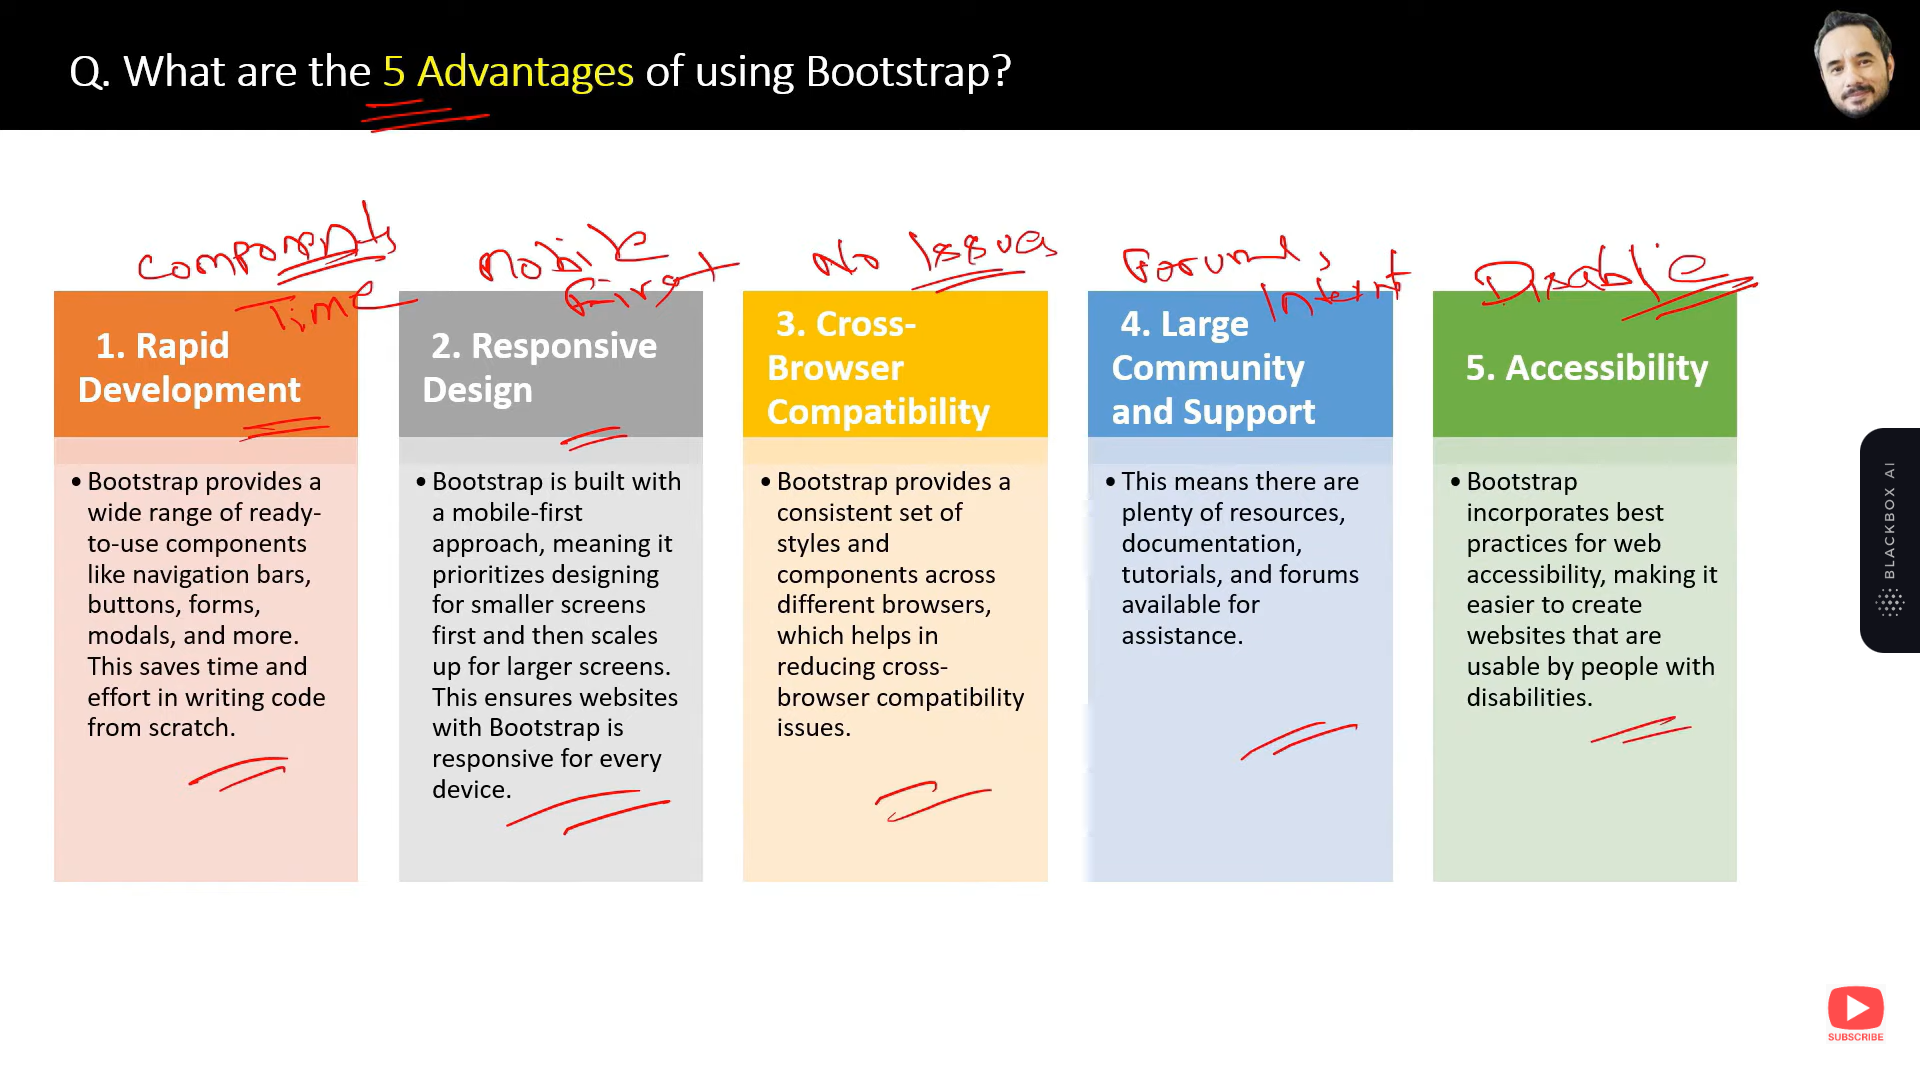 Q. What are the 5 Advantages of using Bootstrap?
Components
Time
Mobile
First
No Issues
Forums
Disable
1. Rapid
Development
Bootstrap provides a
wide range of ready-
to-use components
like navigation bars,
buttons, forms,
modals, and more.
This saves time and
effort in writing code
from scratch.
2. Responsive
Design
Bootstrap is built with
a mobile-first
approach, meaning it
prioritizes designing
for smaller screens
first and then scales
up for larger screens.
This ensures websites
with Bootstrap is
responsive for every
device.
3. Cross-
Browser
Compatibility
Bootstrap provides a
consistent set of
styles and
components across
different browsers,
which helps in
reducing cross-
browser compatibility
issues.
4. Large
Community
and Support
This means there are
plenty of resources,
documentation,
tutorials, and forums
available for
assistance.
5. Accessibility
Bootstrap
incorporates best
practices for web
accessibility, making it
easier to create
websites that are
usable by people with
disabilities.
BLACKBOX AI
SUBSCRIBE